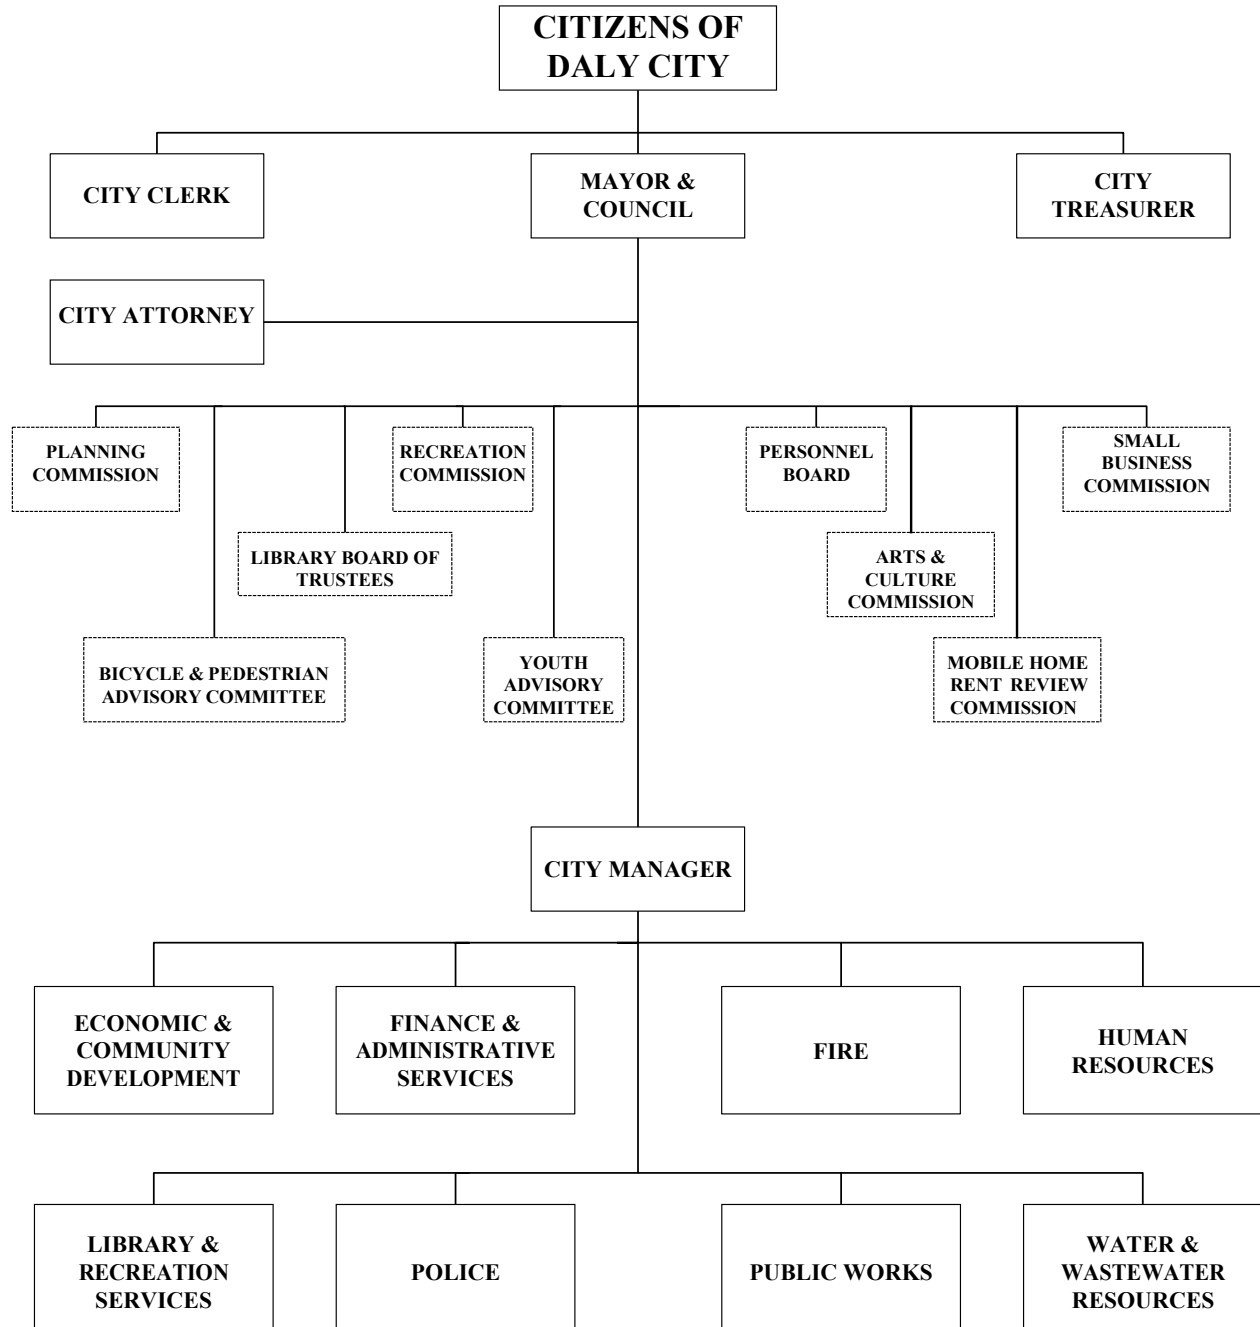 CITIZENS OF
DALY CITY
CITY CLERK
MAYOR &
COUNCIL
CITY
TREASURER
CITY ATTORNEY
PLANNING
COMMISSION
RECREATION
COMMISSION
PERSONNEL
BOARD
SMALL
BUSINESS
COMMISSION
LIBRARY BOARD OF
TRUSTEES
ARTS &
CULTURE
COMMISSION
BICYCLE & PEDESTRIAN
ADVISORY COMMITTEE
YOUTH
ADVISORY
COMMITTEE
MOBILE HOME
RENT REVIEW
COMMISSION
CITY MANAGER
ECONOMIC &
COMMUNITY
DEVELOPMENT
FINANCE &
ADMINISTRATIVE
SERVICES
FIRE
HUMAN
RESOURCES
LIBRARY &
RECREATION
SERVICES
POLICE
PUBLIC WORKS
WATER &
WASTEWATER
RESOURCES